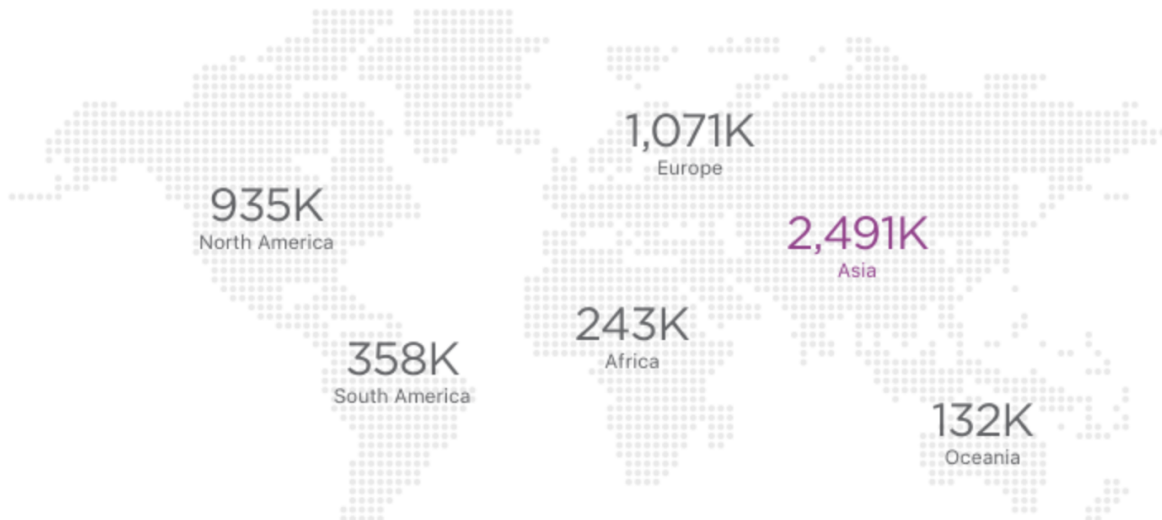 1,071K
Europe
935K
North America
2,491K
Asia
243K
Africa
358K
South America
132K
Oceania